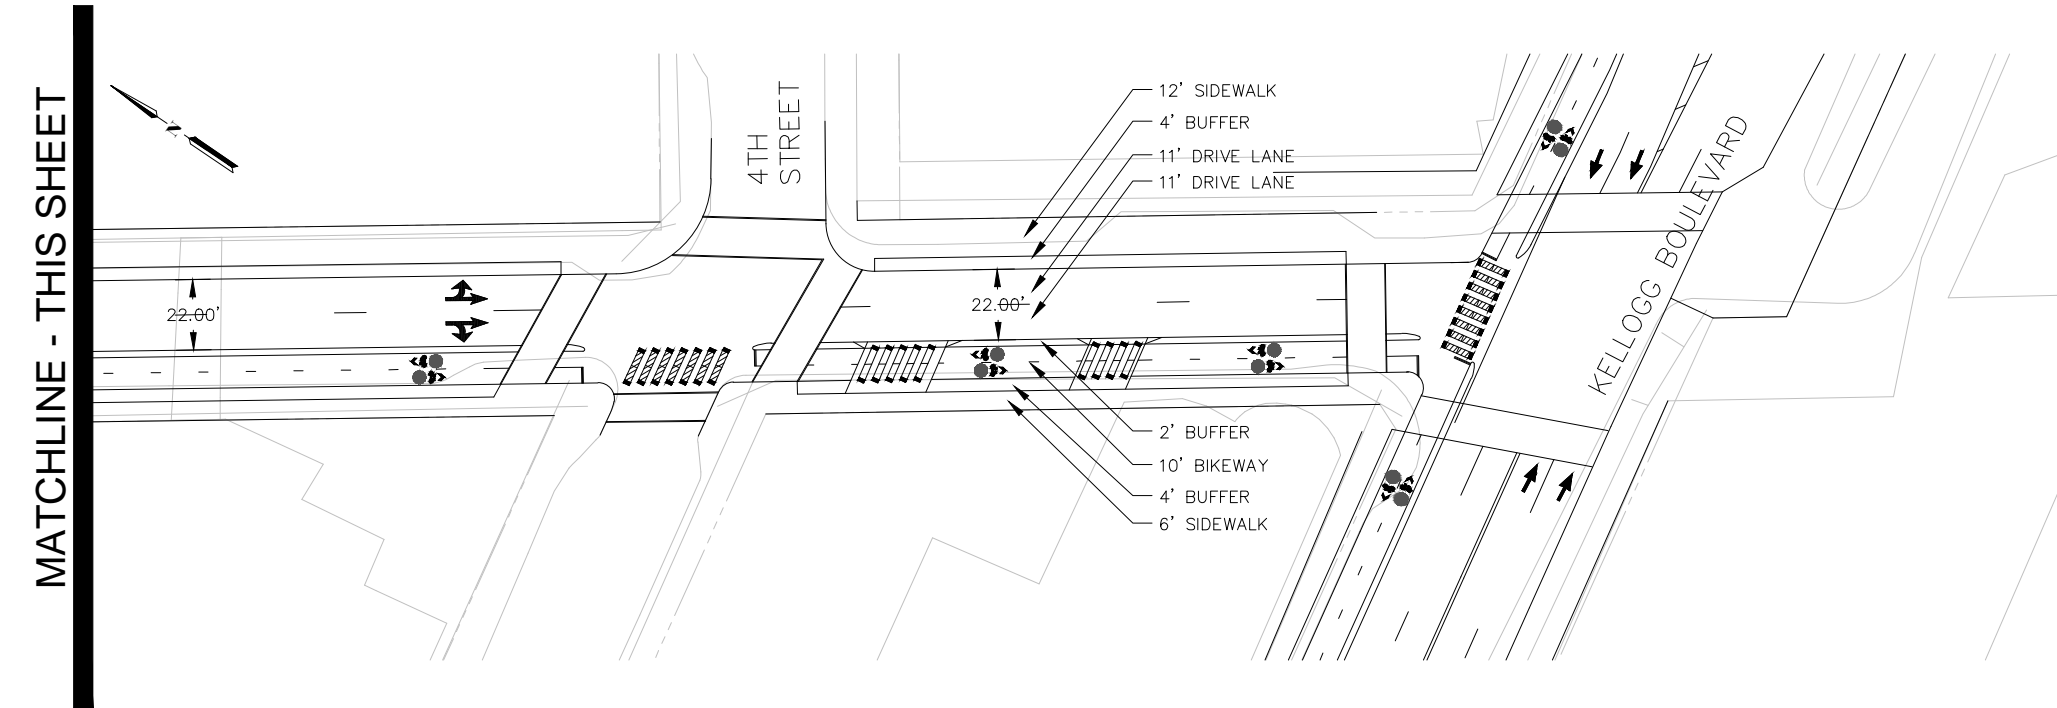 MATCHLINE - THIS SHEET
N
4TH
STREET
12' SIDEWALK
4' BUFFER
11' DRIVE LANE
11' DRIVE LANE
22.00'
22.00'
KELLOGG BOULEVARD
2' BUFFER
10' BIKEWAY
4' BUFFER
6' SIDEWALK